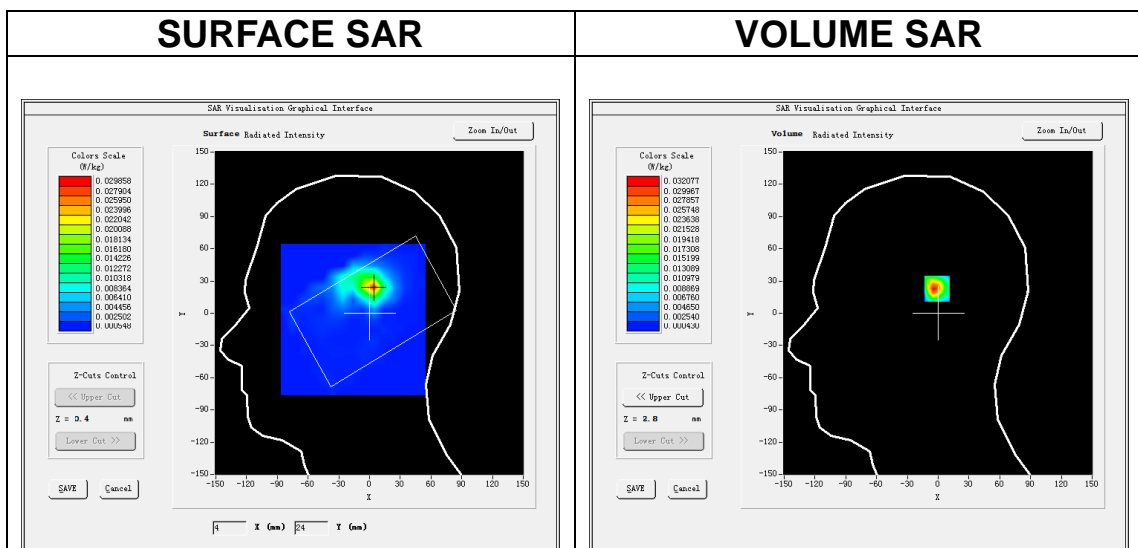 SURFACE SAR
VOLUME SAR
SAR Visualisation Graphical Interface
Surface Radiated Intensity
Zoom In/Out
Colors Scale
(W/kg)
0.029858
0.027904
0.025950
0.023996
0.022042
0.020088
0.018134
0.016180
0.014226
0.012272
0.010318
0.008364
0.006410
0.004456
0.002502
0.000548
150
120
90
60
30
0
-30
-60
-90
-120
-150
Y
-150 -120 -90 -60 -30 0 30 60 90 120 150
X
Z-Cuts Control
<< Upper Cut
Z = 0.4 mm
Lower Cut >>
SAVE Cancel
4 X (mm) 24 Y (mm)
SAR Visualisation Graphical Interface
Volume Radiated Intensity
Zoom In/Out
Colors Scale
(W/kg)
0.032077
0.029967
0.027857
0.025748
0.023638
0.021528
0.019418
0.017308
0.015199
0.013089
0.010979
0.008869
0.006760
0.004650
0.002540
0.000430
150
120
90
60
30
0
-30
-60
-90
-120
-150
Y
-150 -120 -90 -60 -30 0 30 60 90 120 150
X
Z-Cuts Control
<< Upper Cut
Z = 2.8 mm
Lower Cut >>
SAVE Cancel